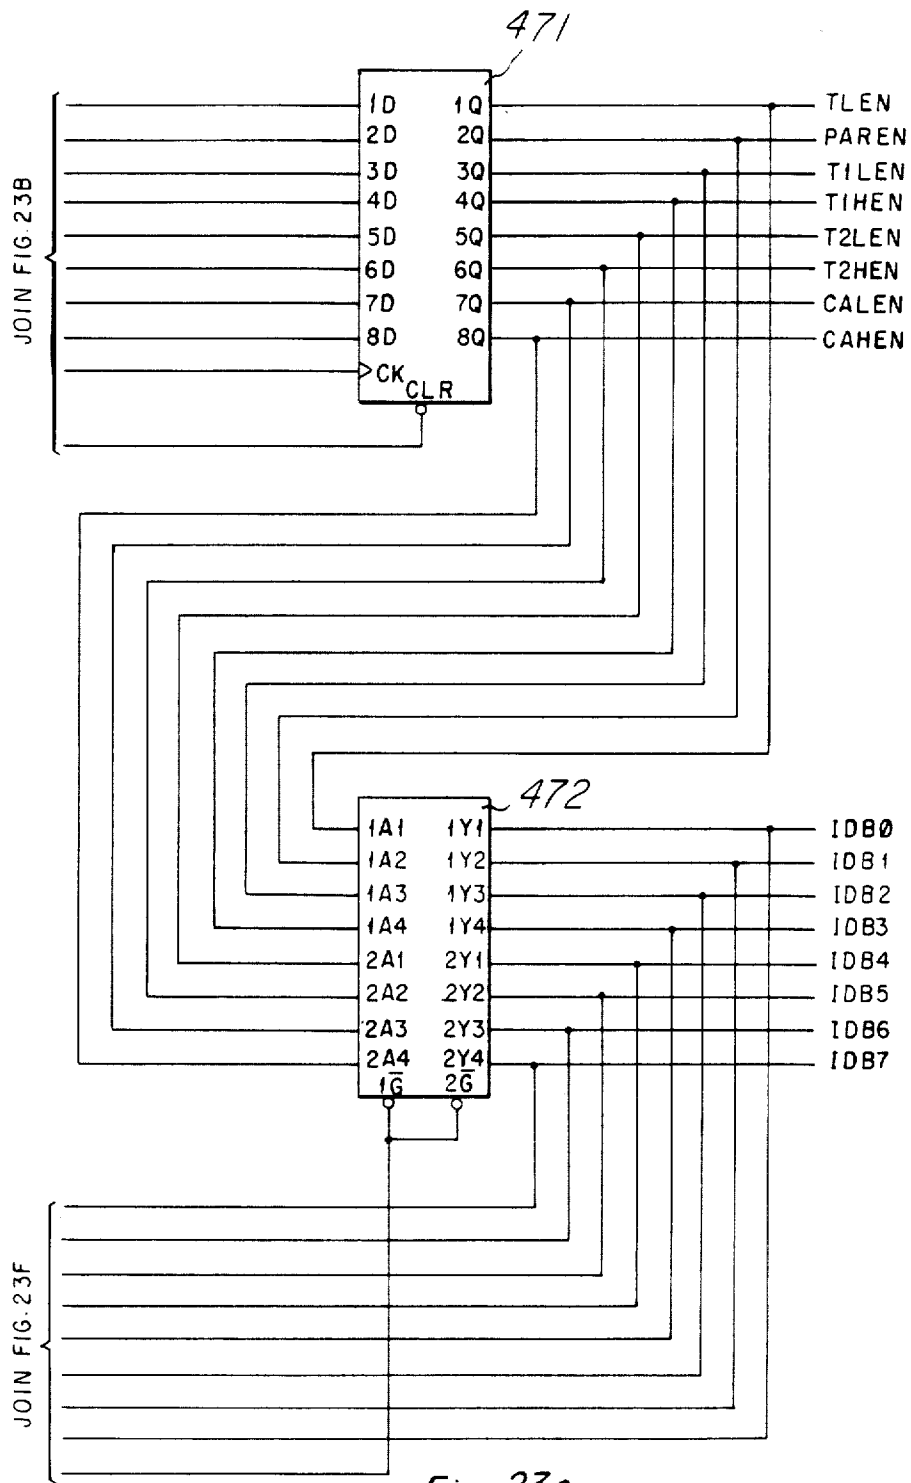 471
1D 1Q TLEN
2D 2Q PAREN
3D 3Q T1LEN
4D 4Q T1HEN
5D 5Q T2LEN
6D 6Q T2HEN
7D 7Q CALEN
8D 8Q CAHEN
CK
CLR
JOIN FIG. 23B
472
1A1 1Y1 IDB0
1A2 1Y2 IDB1
1A3 1Y3 IDB2
1A4 1Y4 IDB3
2A1 2Y1 IDB4
2A2 2Y2 IDB5
2A3 2Y3 IDB6
2A4 2Y4 IDB7
1G̅ 2G̅
JOIN FIG. 23F